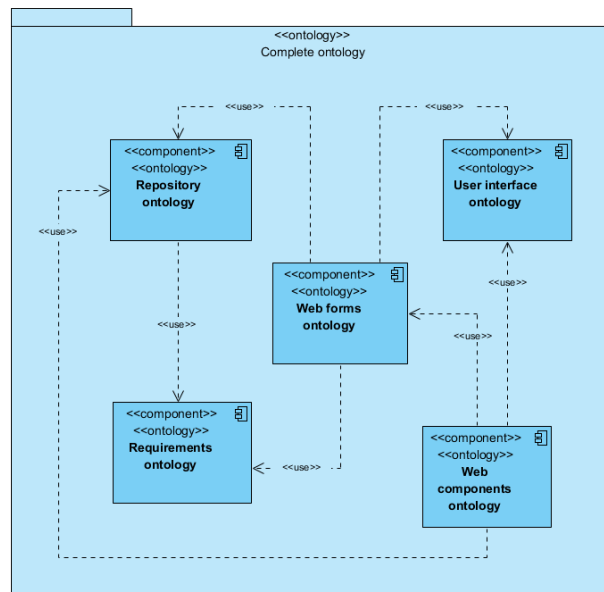 <<ontology>>
Complete ontology
<<use>>
<<use>>
<<component>>
<<ontology>>
Repository
ontology
<<component>>
<<ontology>>
User interface
ontology
<<use>>
<<component>>
<<ontology>>
Web forms
ontology
<<use>>
<<use>>
<<use>>
<<component>>
<<ontology>>
Requirements
ontology
<<use>>
<<component>>
<<ontology>>
Web
components
ontology